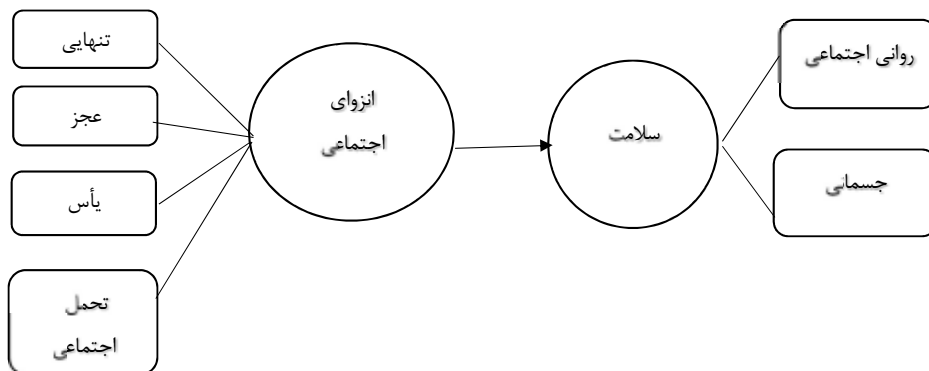 تنهایی
عجز
یأس
تحمل
اجتماعی
انزوای
اجتماعی
سلامت
روانی اجتماعی
جسمانی